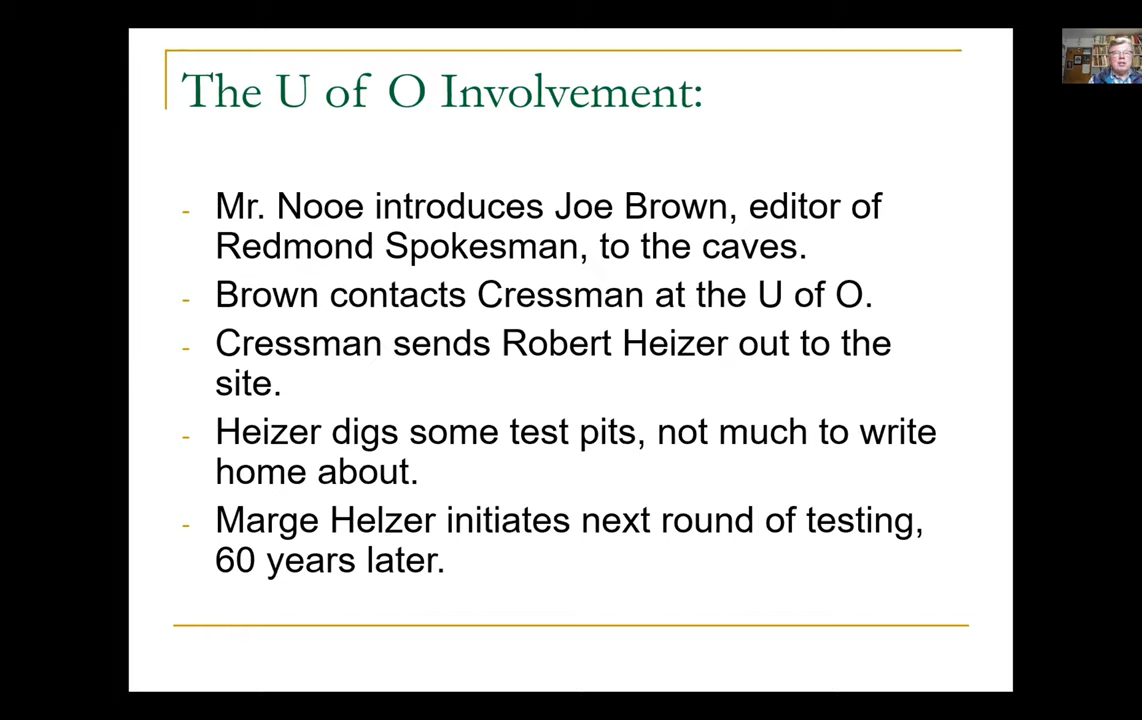 The U of O Involvement:
- Mr. Nooe introduces Joe Brown, editor of
Redmond Spokesman, to the caves.
- Brown contacts Cressman at the U of O.
- Cressman sends Robert Heizer out to the
site.
- Heizer digs some test pits, not much to write
home about.
- Marge Helzer initiates next round of testing,
60 years later.
-